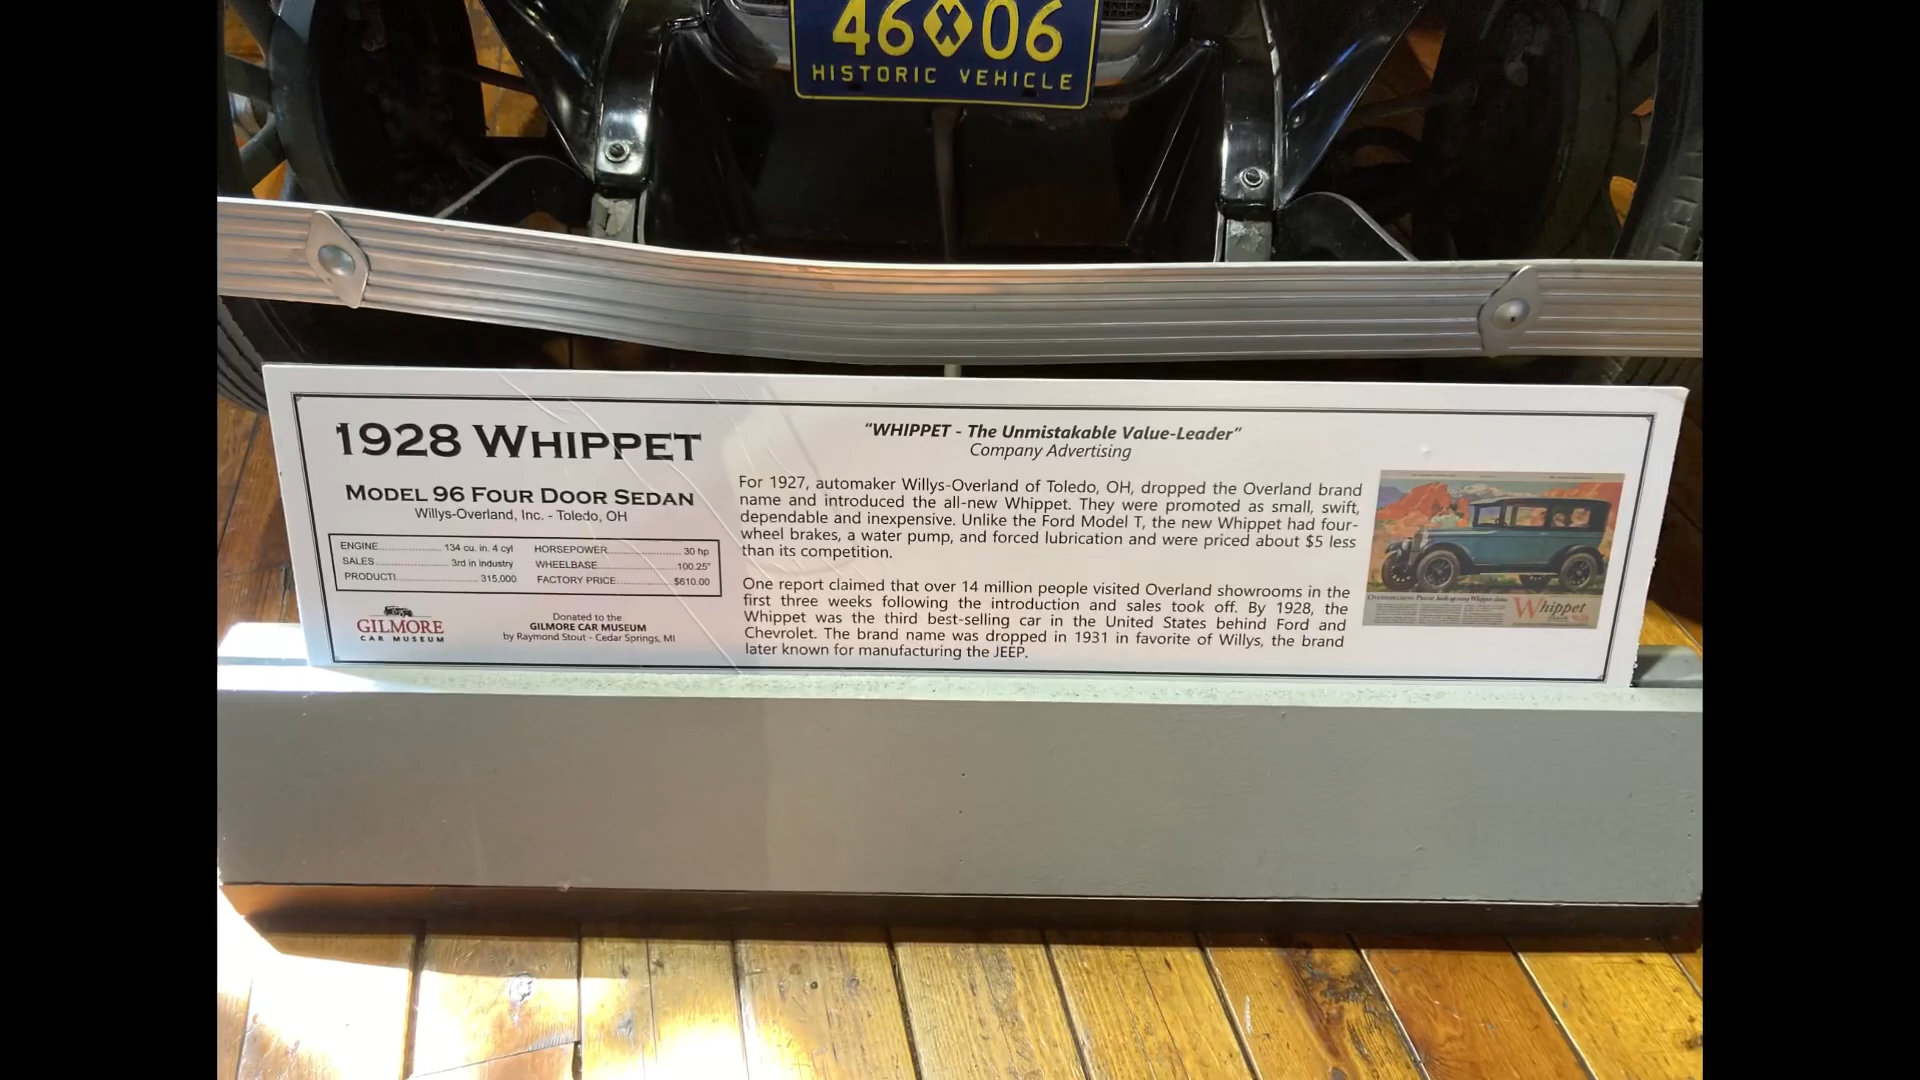 46 X 06
HISTORIC VEHICLE
1928 WHIPPET
MODEL 96 FOUR DOOR SEDAN
Willys-Overland, Inc. - Toledo, OH
ENGINE 134 cu. in. 4 cyl
SALES 3rd in industry
PRODUCTI 315,000
HORSEPOWER 30 hp
WHEELBASE 100.25"
FACTORY PRICE $610.00
GILMORE
CAR MUSEUM
Donated to the
GILMORE CAR MUSEUM
by Raymond Stout - Cedar Springs, MI
"WHIPPET - The Unmistakable Value-Leader"
Company Advertising
For 1927, automaker Willys-Overland of Toledo, OH, dropped the Overland brand
name and introduced the all-new Whippet. They were promoted as small, swift,
dependable and inexpensive. Unlike the Ford Model T, the new Whippet had four-
wheel brakes, a water pump, and forced lubrication and were priced about $5 less
than its competition.
One report claimed that over 14 million people visited Overland showrooms in the
first three weeks following the introduction and sales took off. By 1928, the
Whippet was the third best-selling car in the United States behind Ford and
Chevrolet. The brand name was dropped in 1931 in favorite of Willys, the brand
later known for manufacturing the JEEP.
Whippet